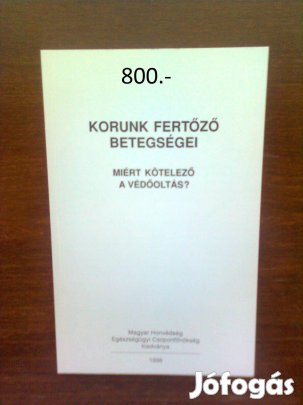 800.-
KORUNK FERTŐZŐ
BETEGSÉGEI
MIÉRT KÖTELEZŐ
A VÉDŐOLTÁS?
Magyar Honvédség
Egészségügyi Csoportfőnökség
kiadványa
1998
Jófogás